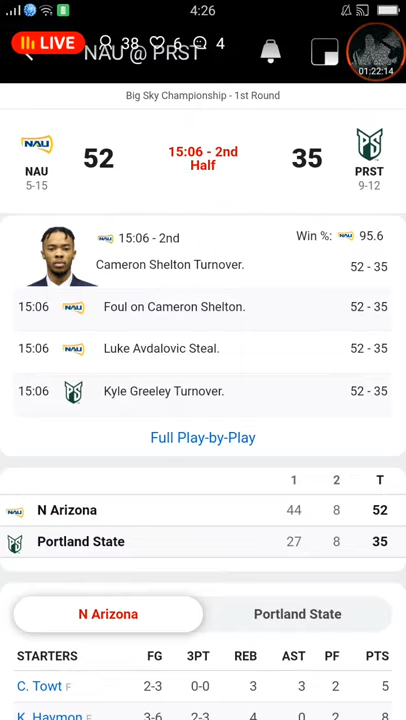 4:26
LIVE 38 6 4
NAU @ PRST
01:22:14
Big Sky Championship - 1st Round
NAU
5-15
52
15:06 - 2nd
Half
35
PRST
9-12
15:06 - 2nd
Win %: 95.6
Cameron Shelton Turnover. 52 - 35
15:06 Foul on Cameron Shelton. 52 - 35
15:06 Luke Avdalovic Steal. 52 - 35
15:06 Kyle Greeley Turnover. 52 - 35
Full Play-by-Play
1 2 T
N Arizona 44 8 52
Portland State 27 8 35
N Arizona Portland State
STARTERS FG 3PT REB AST PF PTS
C. Towt F 2-3 0-0 3 3 2 5
K. Haymon F 3-6 2-3 4 0 2 8